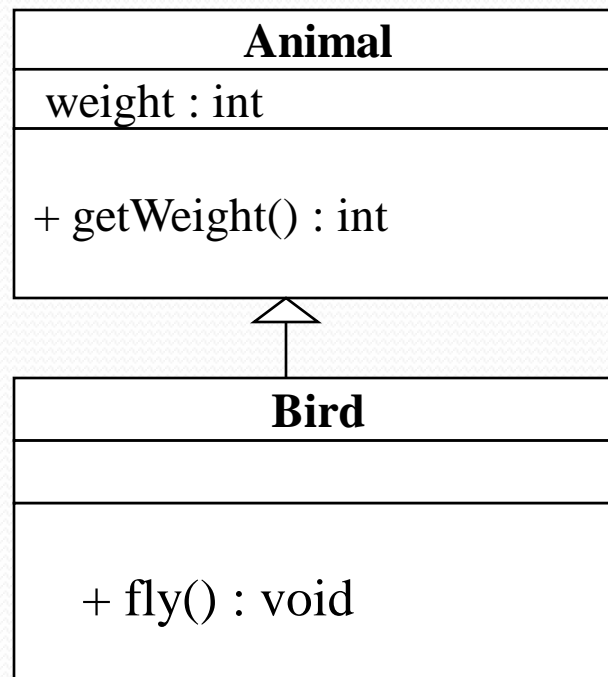 Animal
weight : int
+ getWeight() : int
Bird
+ fly() : void